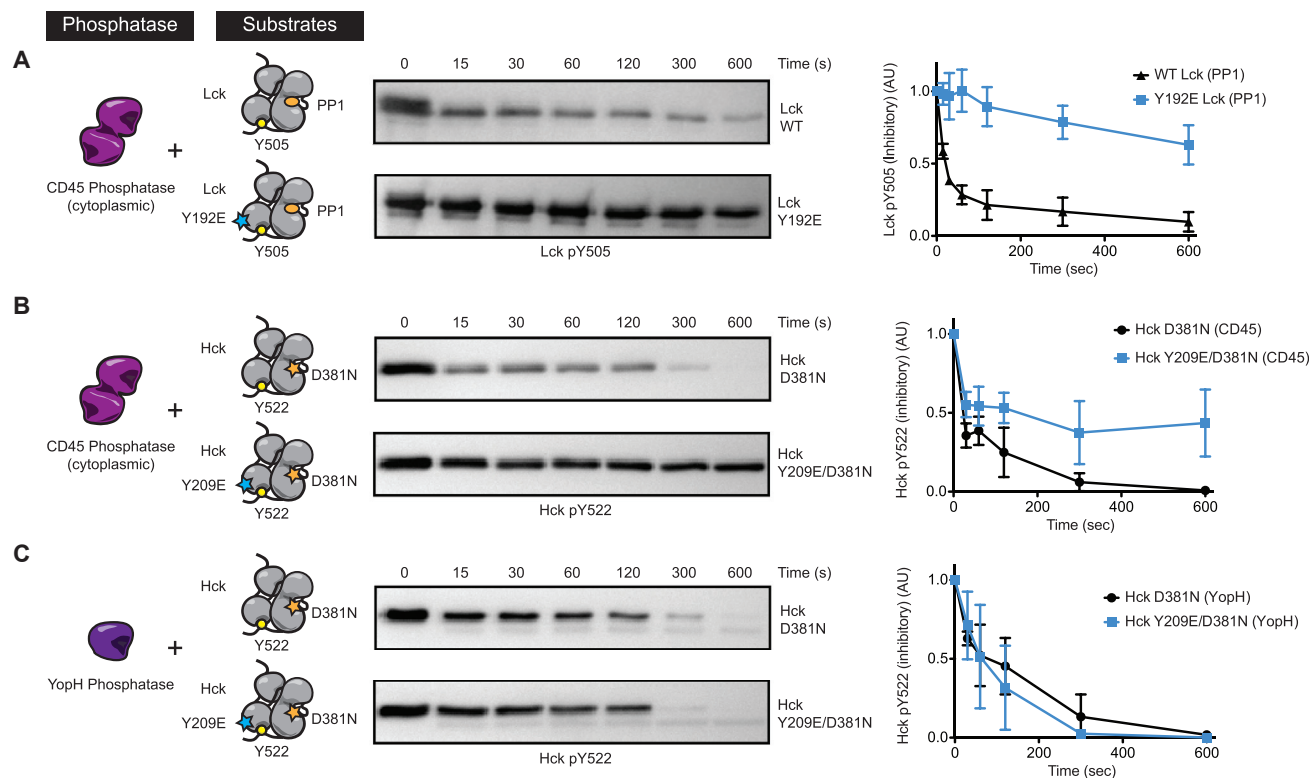 Phosphatase
Substrates
A
0 15 30 60 120 300 600 Time (s)
Lck
PP1
Y505
CD45 Phosphatase
(cytoplasmic)
+
Lck
Y192E
PP1
Y505
Lck
WT
Lck
Y192E
Lck pY505
Lck pY505 (Inhibitory) (AU)
1.0
0.5
0.0
0 200 400 600
Time (sec)
WT Lck (PP1)
Y192E Lck (PP1)
B
0 15 30 60 120 300 600 Time (s)
Hck
D381N
Y522
CD45 Phosphatase
(cytoplasmic)
+
Hck
Y209E
D381N
Y522
Hck
D381N
Hck
Y209E/D381N
Hck pY522
Hck pY522 (inhibitory) (AU)
1.0
0.5
0.0
0 200 400 600
Time (sec)
Hck D381N (CD45)
Hck Y209E/D381N (CD45)
C
0 15 30 60 120 300 600 Time (s)
Hck
D381N
Y522
YopH Phosphatase
+
Hck
Y209E
D381N
Y522
Hck
D381N
Hck
Y209E/D381N
Hck pY522
Hck pY522 (inhibitory) (AU)
1.0
0.5
0.0
0 200 400 600
Time (sec)
Hck D381N (YopH)
Hck Y209E/D381N (YopH)